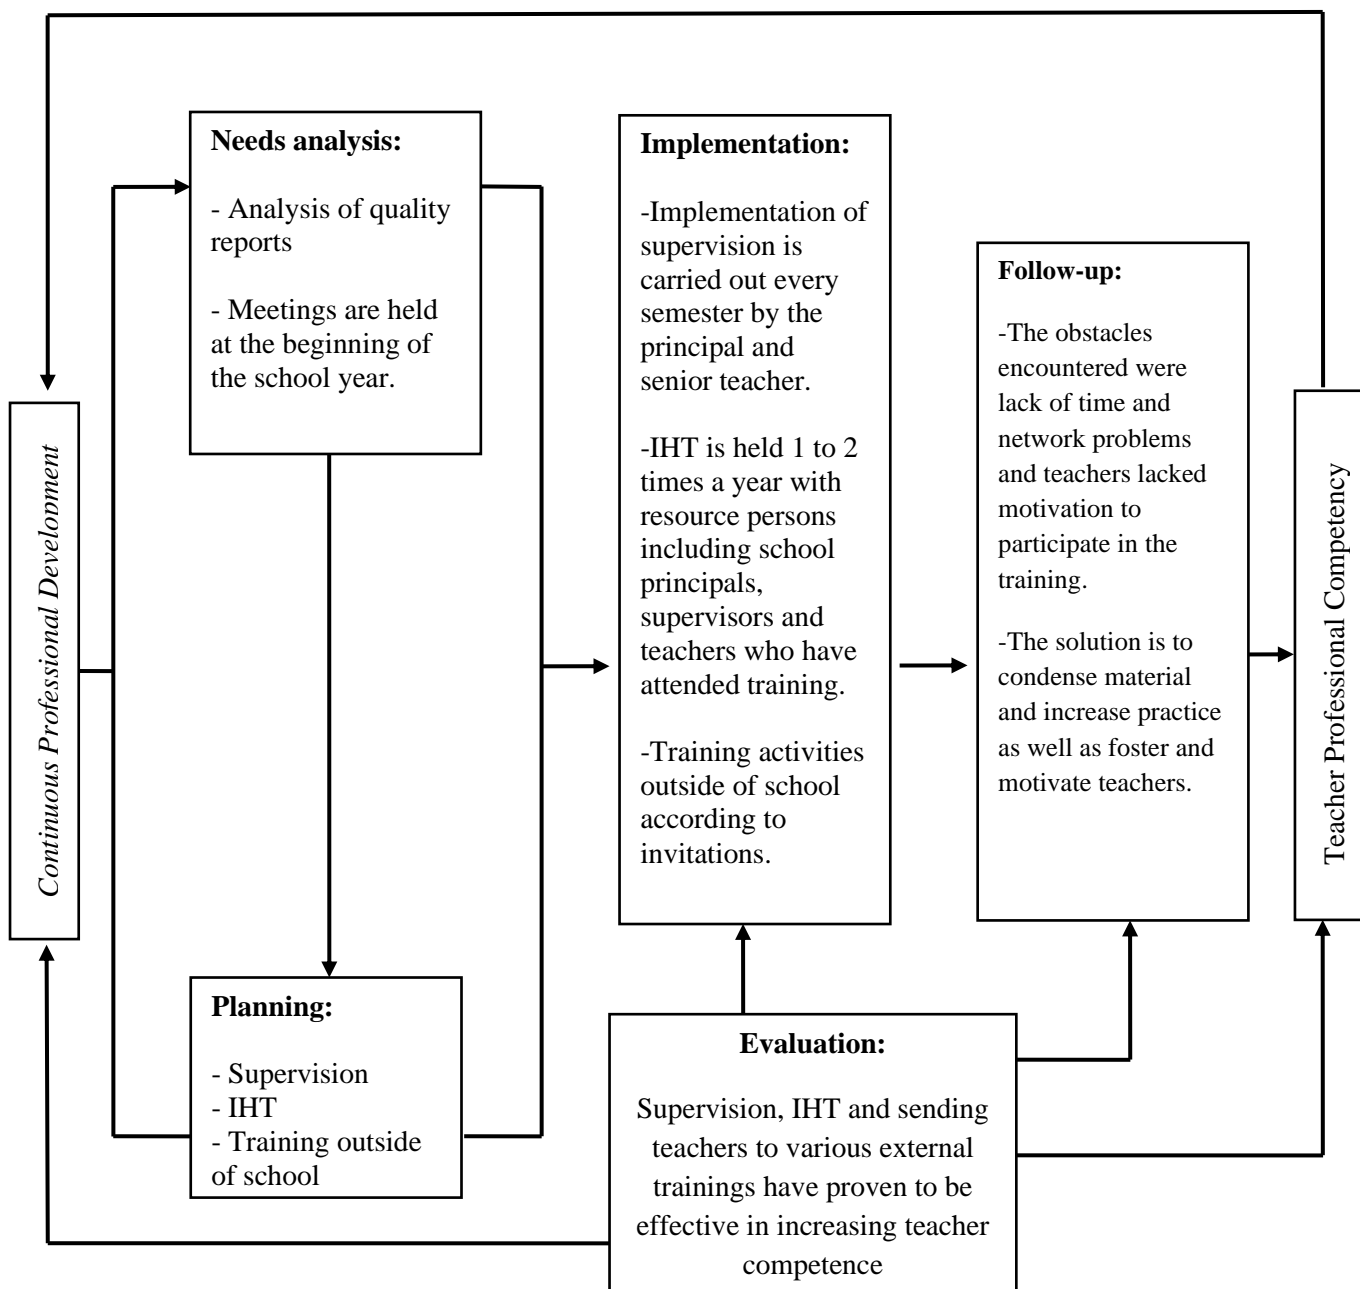 Continuous Professional Development
Needs analysis:
- Analysis of quality
reports
- Meetings are held
at the beginning of
the school year.
Planning:
- Supervision
- IHT
- Training outside
of school
Implementation:
-Implementation of
supervision is
carried out every
semester by the
principal and
senior teacher.
-IHT is held 1 to 2
times a year with
resource persons
including school
principals,
supervisors and
teachers who have
attended training.
-Training activities
outside of school
according to
invitations.
Follow-up:
-The obstacles
encountered were
lack of time and
network problems
and teachers lacked
motivation to
participate in the
training.
-The solution is to
condense material
and increase practice
as well as foster and
motivate teachers.
Evaluation:
Supervision, IHT and sending
teachers to various external
trainings have proven to be
effective in increasing teacher
competence
Teacher Professional Competency